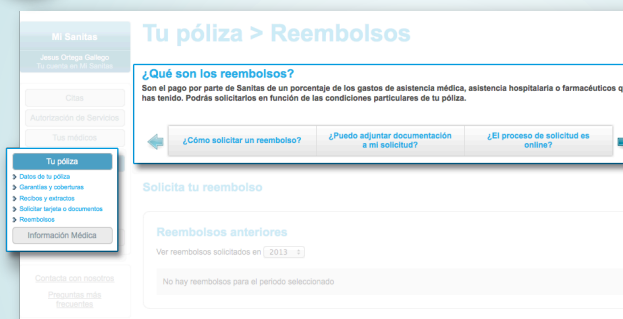 Mi Sanitas
Jesus Ortega Gallego
Tu cuenta en Mi Sanitas
Citas
Autorización de Servicios
Tus médicos
Tu póliza
Datos de tu póliza
Garantías y coberturas
Recibos y extractos
Solicitar tarjeta o documentos
Reembolsos
Información Médica
Contacta con nosotros
Preguntas más
frecuentes
Tu póliza > Reembolsos
¿Qué son los reembolsos?
Son el pago por parte de Sanitas de un porcentaje de los gastos de asistencia médica, asistencia hospitalaria o farmacéuticos q
has tenido. Podrás solicitarlos en función de las condiciones particulares de tu póliza.
¿Cómo solicitar un reembolso?
¿Puedo adjuntar documentación
a mi solicitud?
¿El proceso de solicitud es
online?
Solicita tu reembolso
Reembolsos anteriores
Ver reembolsos solicitados en 2013
No hay reembolsos para el periodo seleccionado